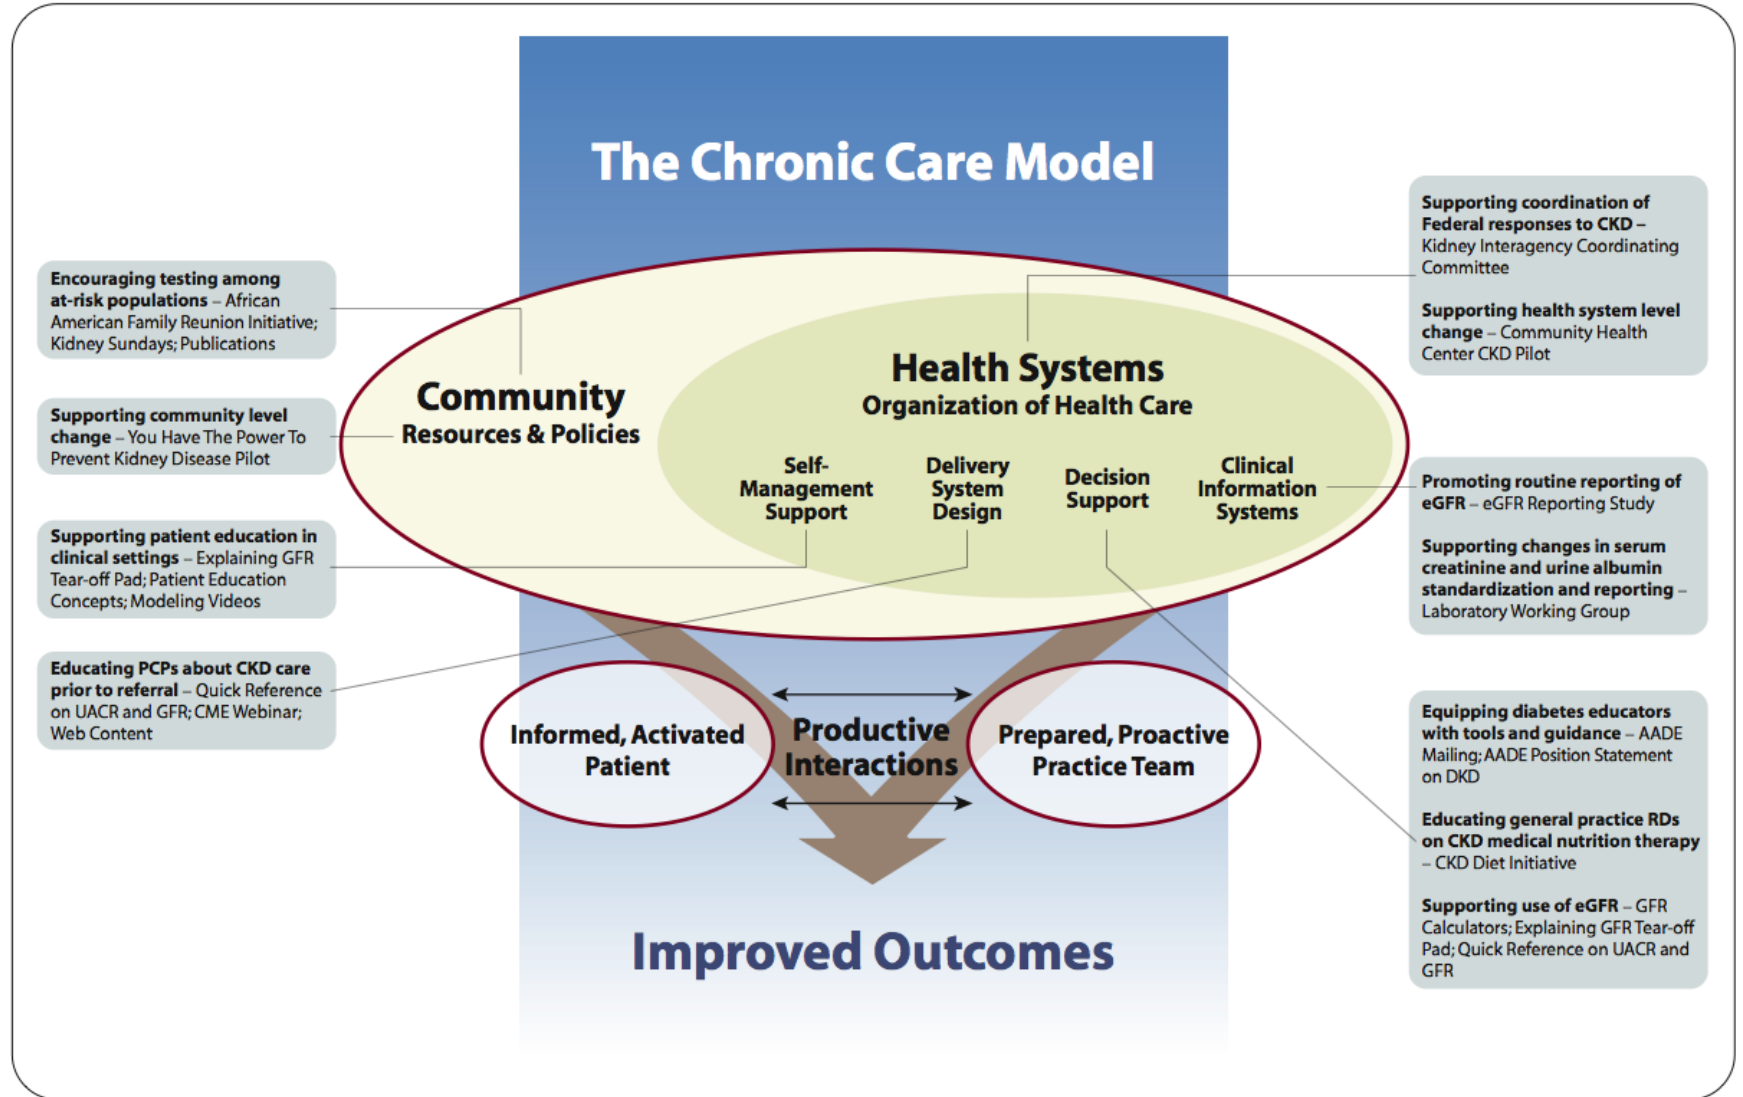 The Chronic Care Model
Encouraging testing among
at-risk populations – African
American Family Reunion Initiative;
Kidney Sundays; Publications
Supporting community level
change – You Have The Power To
Prevent Kidney Disease Pilot
Supporting patient education in
clinical settings – Explaining GFR
Tear-off Pad; Patient Education
Concepts; Modeling Videos
Educating PCPs about CKD care
prior to referral – Quick Reference
on UACR and GFR; CME Webinar;
Web Content
Community
Resources & Policies
Health Systems
Organization of Health Care
Self-
Management
Support
Delivery
System
Design
Decision
Support
Clinical
Information
Systems
Supporting coordination of
Federal responses to CKD –
Kidney Interagency Coordinating
Committee
Supporting health system level
change – Community Health
Center CKD Pilot
Promoting routine reporting of
eGFR – eGFR Reporting Study
Supporting changes in serum
creatinine and urine albumin
standardization and reporting –
Laboratory Working Group
Equipping diabetes educators
with tools and guidance – AADE
Mailing; AADE Position Statement
on DKD
Educating general practice RDs
on CKD medical nutrition therapy
– CKD Diet Initiative
Supporting use of eGFR – GFR
Calculators; Explaining GFR Tear-off
Pad; Quick Reference on UACR and
GFR
Informed, Activated
Patient
Productive
Interactions
Prepared, Proactive
Practice Team
Improved Outcomes